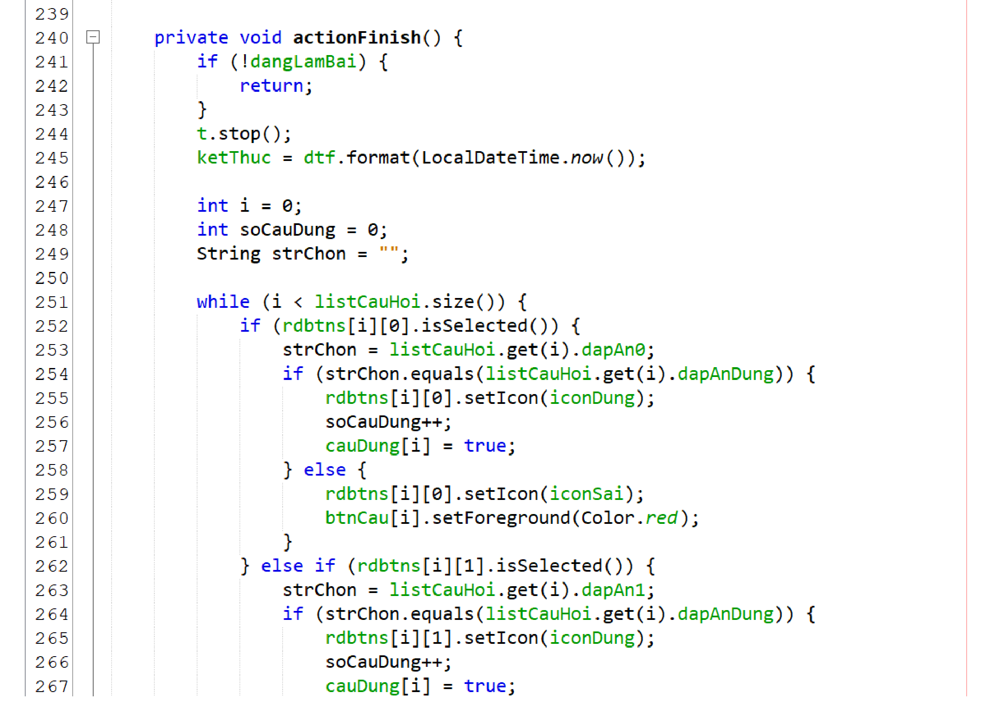 239
240 private void actionFinish() {
241 if (!dangLamBai) {
242 return;
243 }
244 t.stop();
245 ketThuc = dtf.format(LocalDateTime.now());
246
247 int i = 0;
248 int soCauDung = 0;
249 String strChon = "";
250
251 while (i < listCauHoi.size()) {
252 if (rdbtns[i][0].isSelected()) {
253 strChon = listCauHoi.get(i).dapAn0;
254 if (strChon.equals(listCauHoi.get(i).dapAnDung)) {
255 rdbtns[i][0].setIcon(iconDung);
256 soCauDung++;
257 cauDung[i] = true;
258 } else {
259 rdbtns[i][0].setIcon(iconSai);
260 btnCau[i].setForeground(Color.red);
261 }
262 } else if (rdbtns[i][1].isSelected()) {
263 strChon = listCauHoi.get(i).dapAn1;
264 if (strChon.equals(listCauHoi.get(i).dapAnDung)) {
265 rdbtns[i][1].setIcon(iconDung);
266 soCauDung++;
267 cauDung[i] = true;